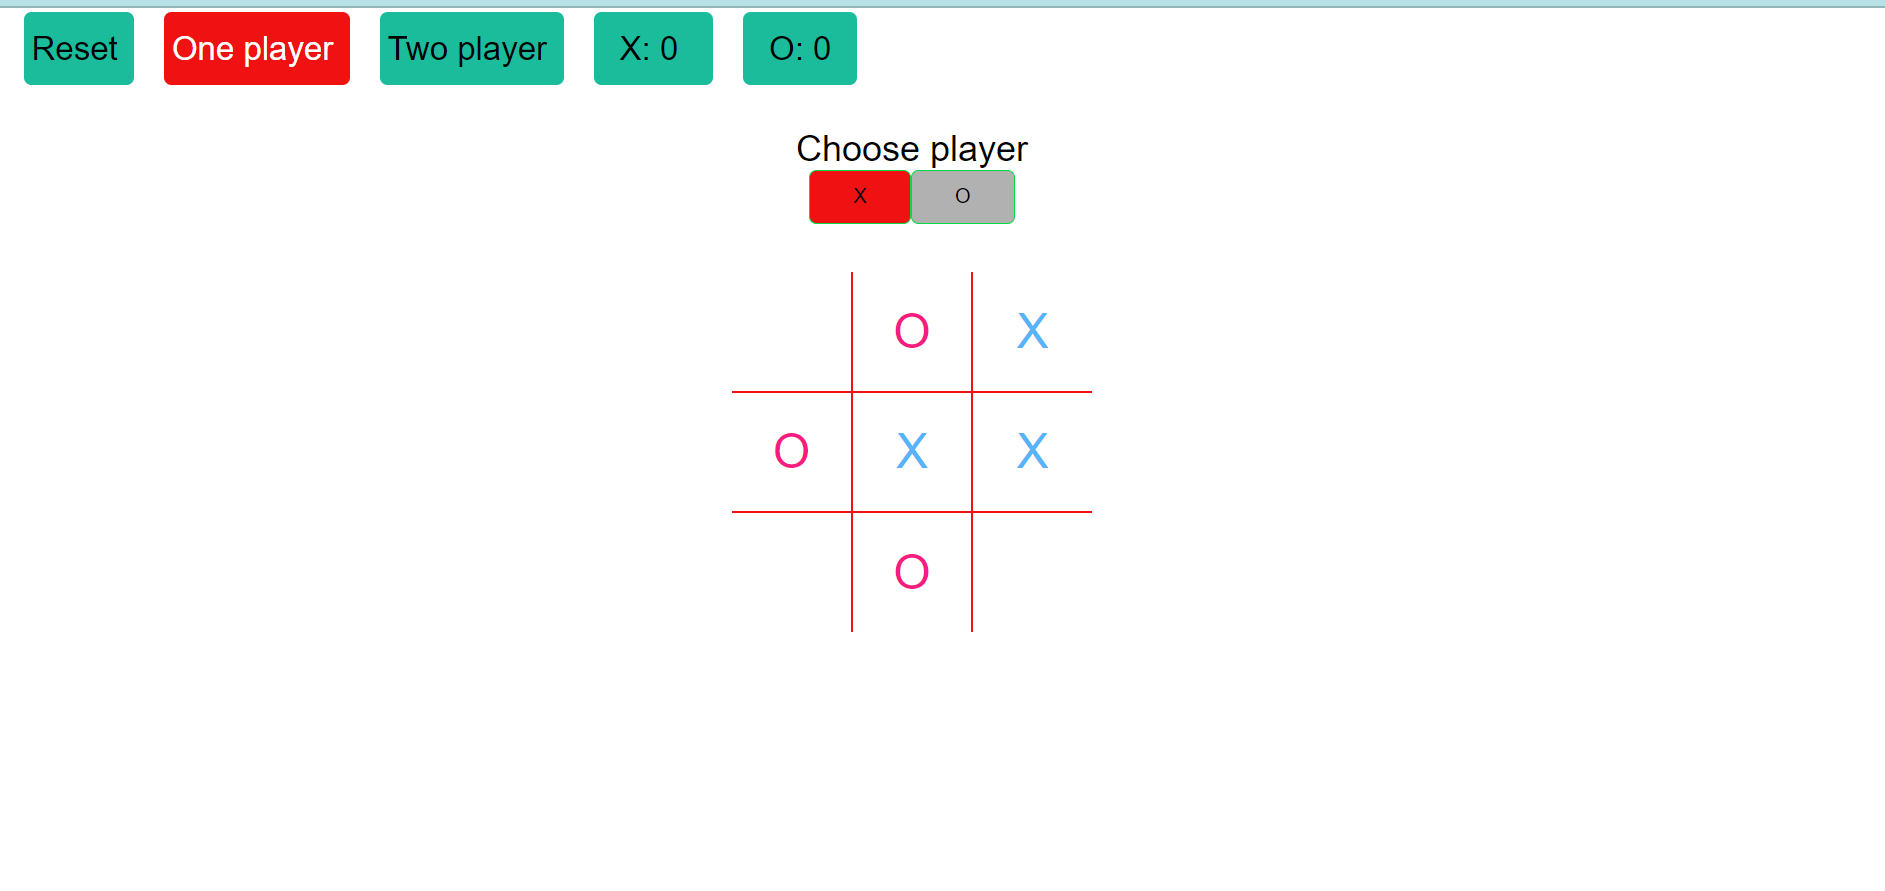 Reset One player Two player X: 0 O: 0
Choose player
X O
O X
O X X
O